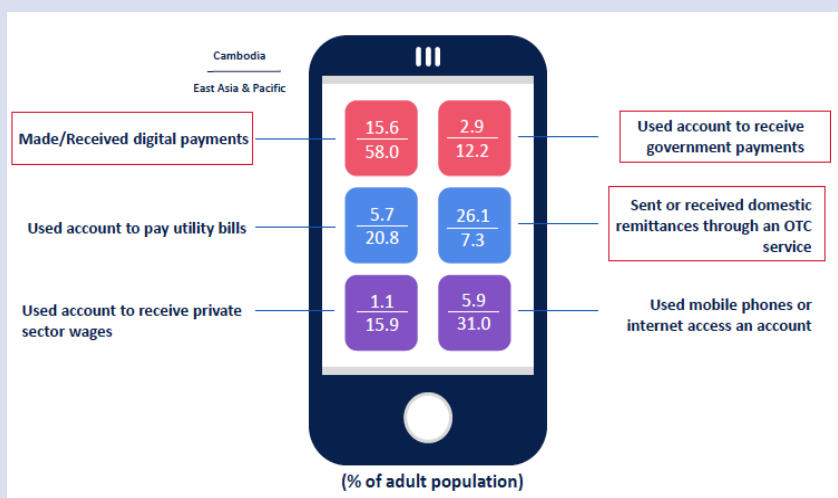 Cambodia
East Asia & Pacific
Made/Received digital payments
15.6
58.0
2.9
12.2
Used account to receive
government payments
Used account to pay utility bills
5.7
20.8
26.1
7.3
Sent or received domestic
remittances through an OTC
service
Used account to receive private
sector wages
1.1
15.9
5.9
31.0
Used mobile phones or
internet access an account
(% of adult population)